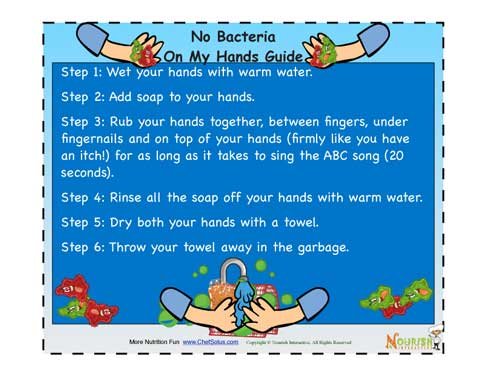 No Bacteria
On My Hands Guide
Step 1: Wet your hands with warm water.
Step 2: Add soap to your hands.
Step 3: Rub your hands together, between fingers, under
fingernails and on top of your hands (firmly like you have
an itch!) for as long as it takes to sing the ABC song (20
seconds).
Step 4: Rinse all the soap off your hands with warm water.
Step 5: Dry both your hands with a towel.
Step 6: Throw your towel away in the garbage.
More Nutrition Fun www.ChefSolus.com Copyright © Nourish Interactive, All Rights Reserved
NOURISH
INTERACTIVE